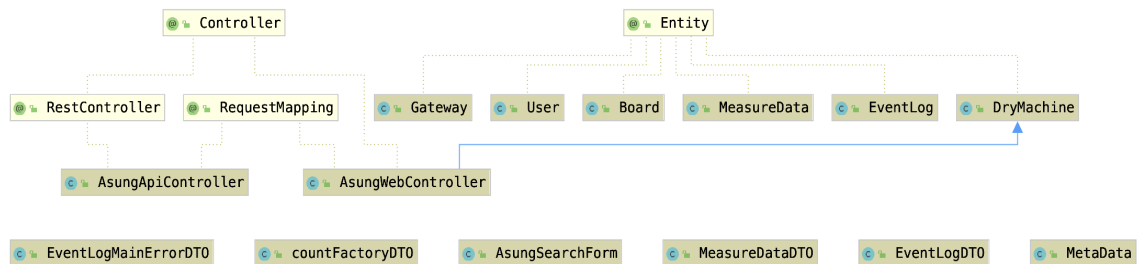 Controller
Entity
RestController
RequestMapping
Gateway
User
Board
MeasureData
EventLog
DryMachine
AsungApiController
AsungWebController
EventLogMainErrorDTO
countFactoryDTO
AsungSearchForm
MeasureDataDTO
EventLogDTO
MetaData